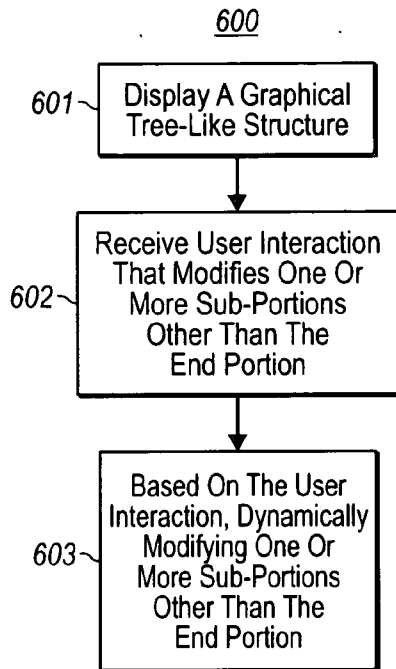 600
601
Display A Graphical
Tree-Like Structure
602
Receive User Interaction
That Modifies One Or
More Sub-Portions
Other Than The
End Portion
603
Based On The User
Interaction, Dynamically
Modifying One Or
More Sub-Portions
Other Than The
End Portion